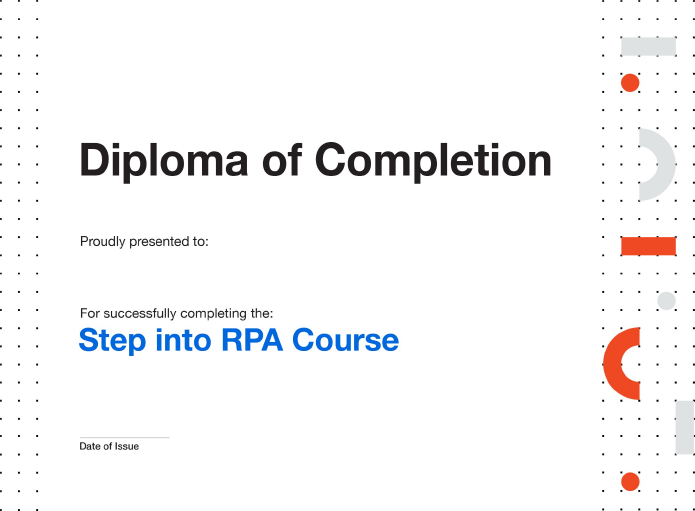 Diploma of Completion
Proudly presented to:
For successfully completing the:
Step into RPA Course
Date of Issue